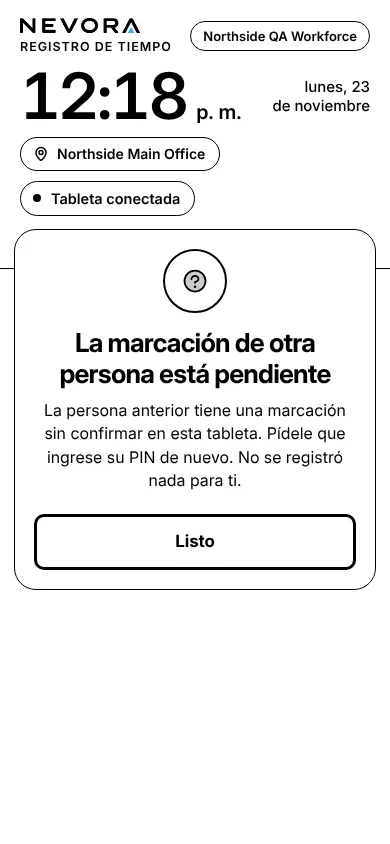 NEVORA
REGISTRO DE TIEMPO
Northside QA Workforce
12:18 p. m.
lunes, 23
de noviembre
Northside Main Office
Tableta conectada
?
La marcación de otra
persona está pendiente
La persona anterior tiene una marcación
sin confirmar en esta tableta. Pídele que
ingrese su PIN de nuevo. No se registró
nada para ti.
Listo